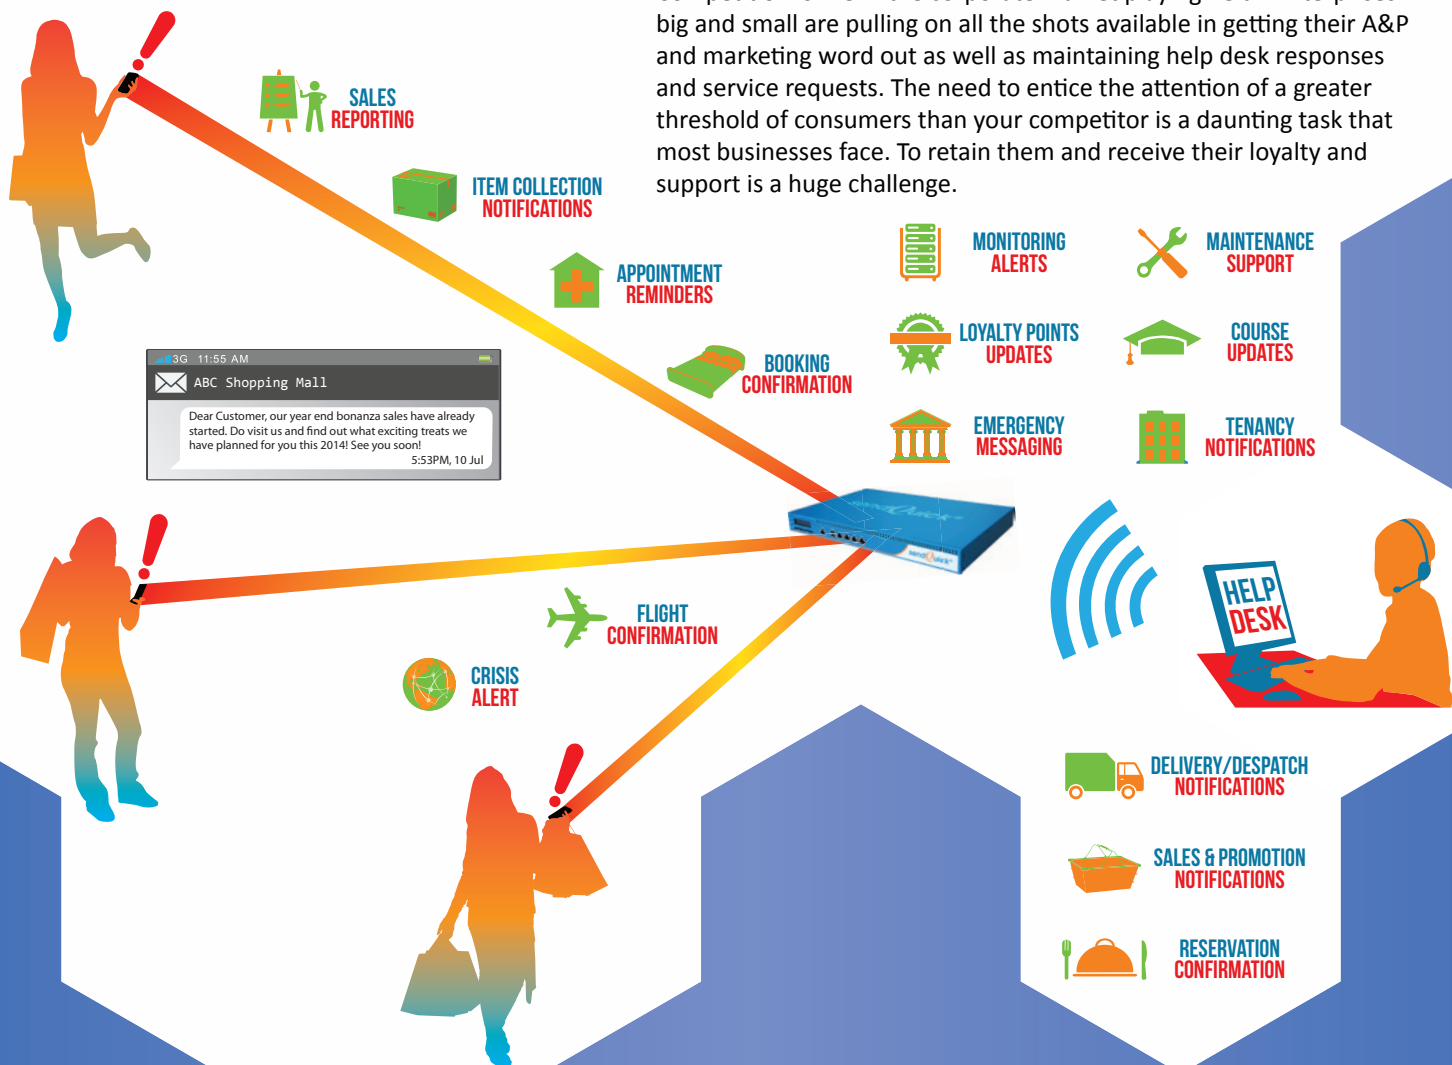 big and small are pulling on all the shots available in getting their A&P
and marketing word out as well as maintaining help desk responses
and service requests. The need to entice the attention of a greater
threshold of consumers than your competitor is a daunting task that
most businesses face. To retain them and receive their loyalty and
support is a huge challenge.
SALES
REPORTING
ITEM COLLECTION
NOTIFICATIONS
APPOINTMENT
REMINDERS
BOOKING
CONFIRMATION
MONITORING
ALERTS
MAINTENANCE
SUPPORT
LOYALTY POINTS
UPDATES
COURSE
UPDATES
EMERGENCY
MESSAGING
TENANCY
NOTIFICATIONS
3G 11:55 AM
ABC Shopping Mall
Dear Customer, our year end bonanza sales have already
started. Do visit us and find out what exciting treats we
have planned for you this 2014! See you soon!
5:53PM, 10 Jul
sendQuick
sendQuick
HELP
DESK
FLIGHT
CONFIRMATION
CRISIS
ALERT
DELIVERY/DESPATCH
NOTIFICATIONS
SALES & PROMOTION
NOTIFICATIONS
RESERVATION
CONFIRMATION